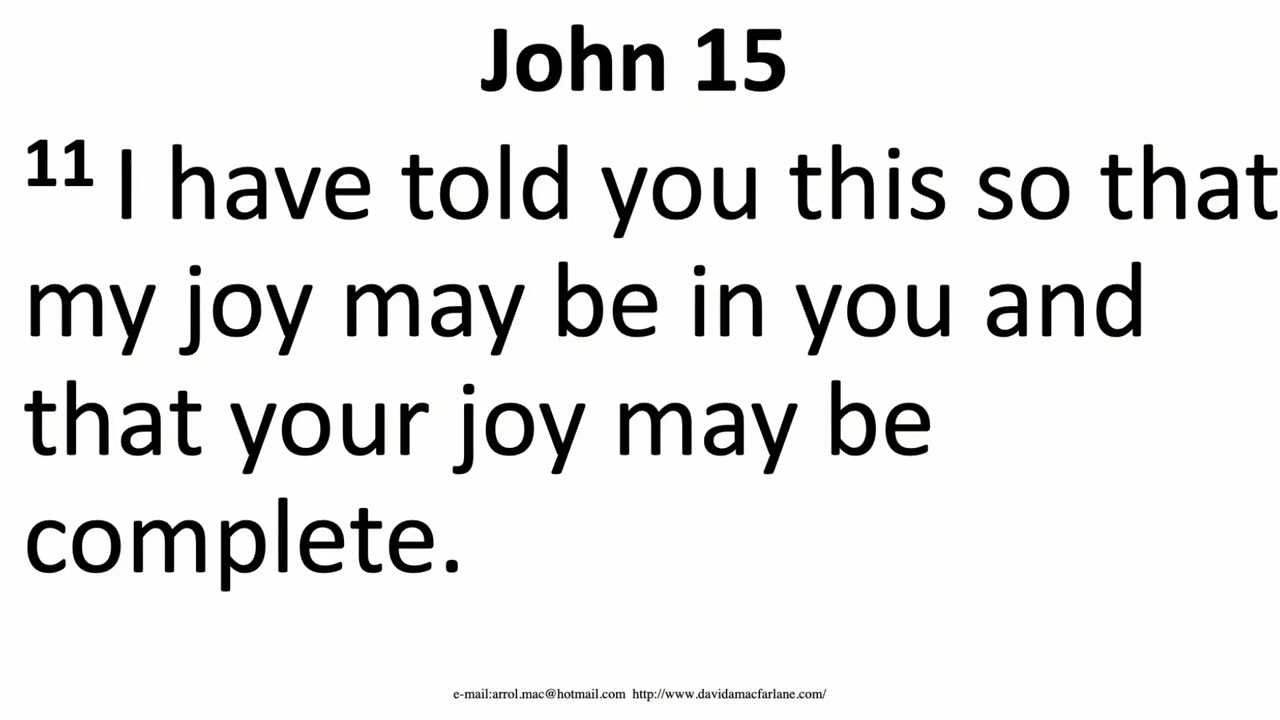 John 15
11 I have told you this so that
my joy may be in you and
that your joy may be
complete.
e-mail:arrol.mac@hotmail.com http://www.davidamacfarlane.com/